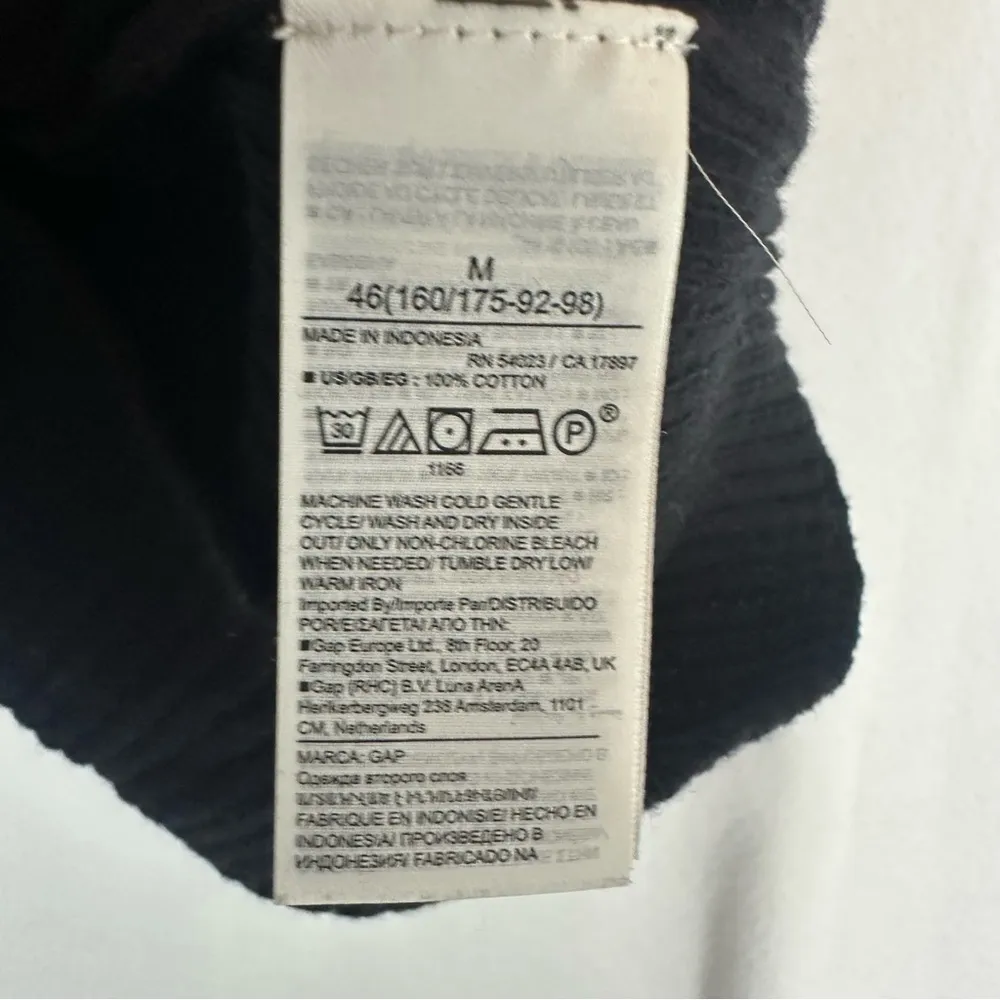 M
46(160/175-92-98)
MADE IN INDONESIA
RN 54023 / CA 17897
■ US/GB/EG : 100% COTTON
30 P ®
1166
MACHINE WASH COLD GENTLE
CYCLE/ WASH AND DRY INSIDE
OUT/ ONLY NON-CHLORINE BLEACH
WHEN NEEDED/ TUMBLE DRY LOW/
WARM IRON
Imported By/Importe Par/DISTRIBUIDO
POR/ΕΙΣΑΓΕΤΑΙ ΑΠΟ ΤΗΝ:
■Gap Europe Ltd., 8th Floor, 20
Farringdon Street, London, EC4A 4AB, UK
■Gap (RHC) B.V. Luna ArenA
Herikerbergweg 238 Amsterdam, 1101
CM, Netherlands
MARCA: GAP
Одежда второго слоя
FABRIQUE EN INDONISIE/ HECHO EN
INDONESIA/ ПРОИЗВЕДЕНО В
ИНДОНЕЗИЯ/ FABRICADO NA